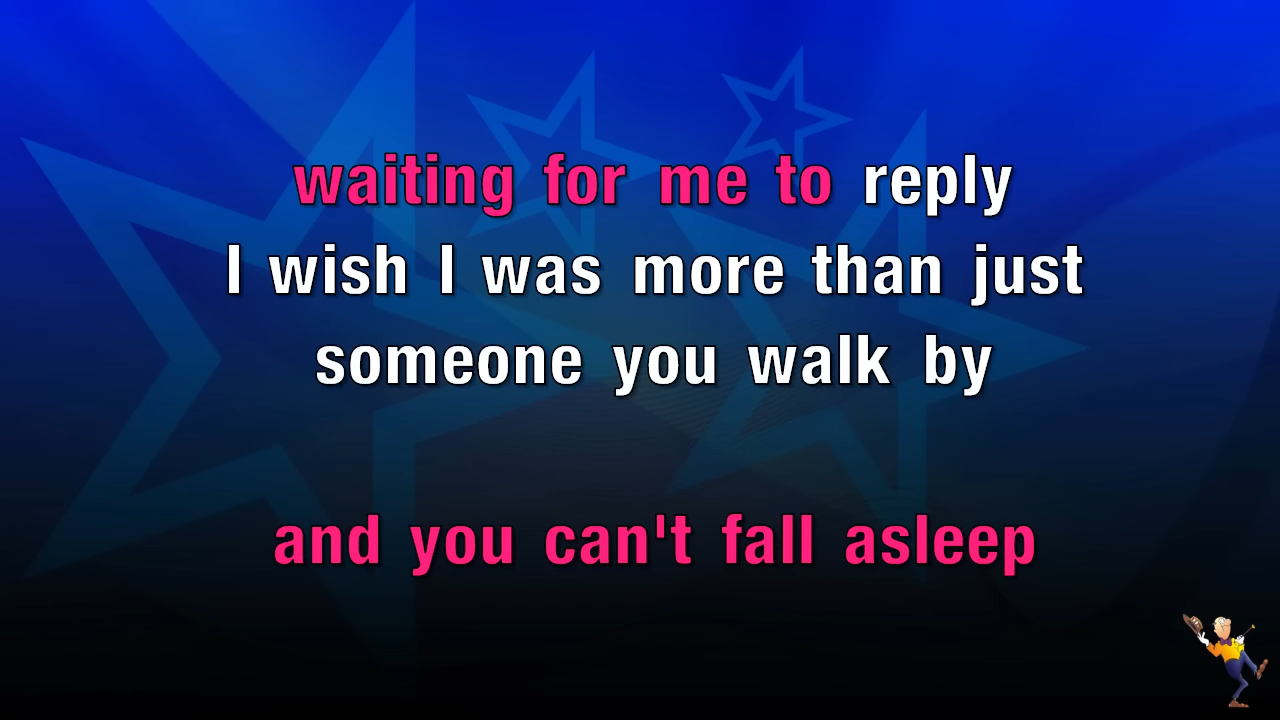 waiting for me to reply
I wish I was more than just
someone you walk by
and you can't fall asleep